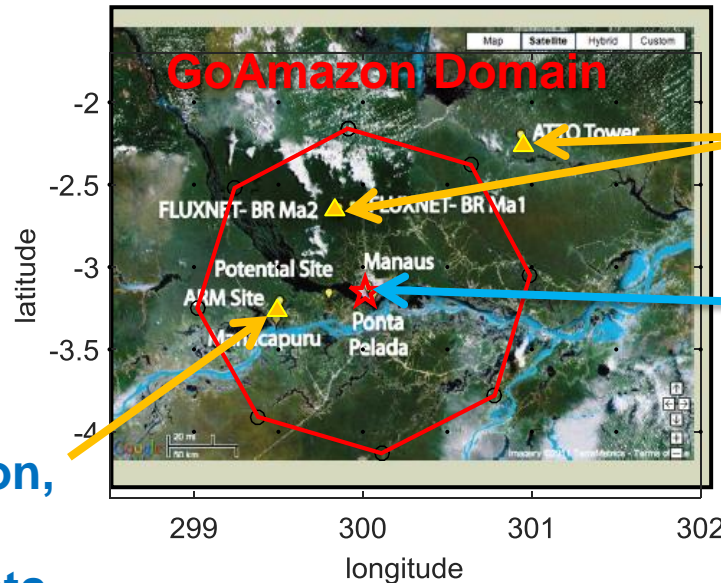 Map Satellite Hybrid Custom
GoAmazon Domain
-2
ATTO Tower
-2.5
FLUXNET- BR Ma2
FLUXNET- BR Ma1
latitude
-3
Potential Site
Manaus
ARM Site
Ponta
Pelada
Manacapuru
-3.5
-4
Google
20 mi
50 km
on,
299
300
301
302
longitude